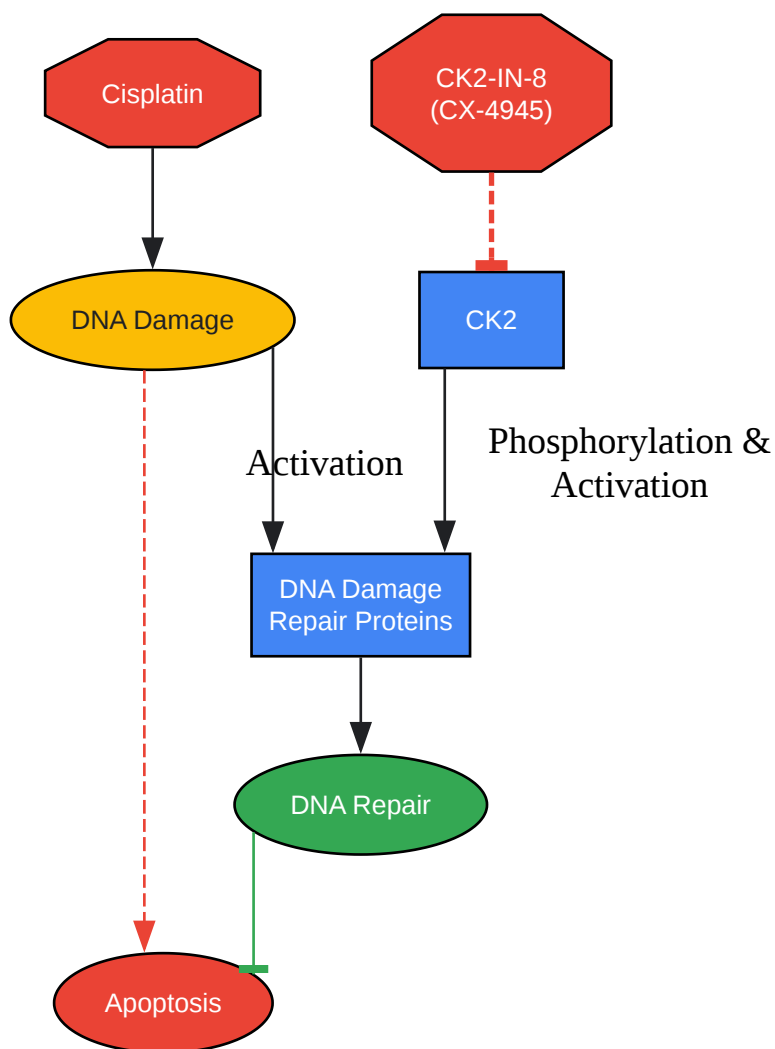 Cisplatin
CK2-IN-8
(CX-4945)
DNA Damage
CK2
Activation
Phosphorylation &
Activation
DNA Damage
Repair Proteins
DNA Repair
Apoptosis